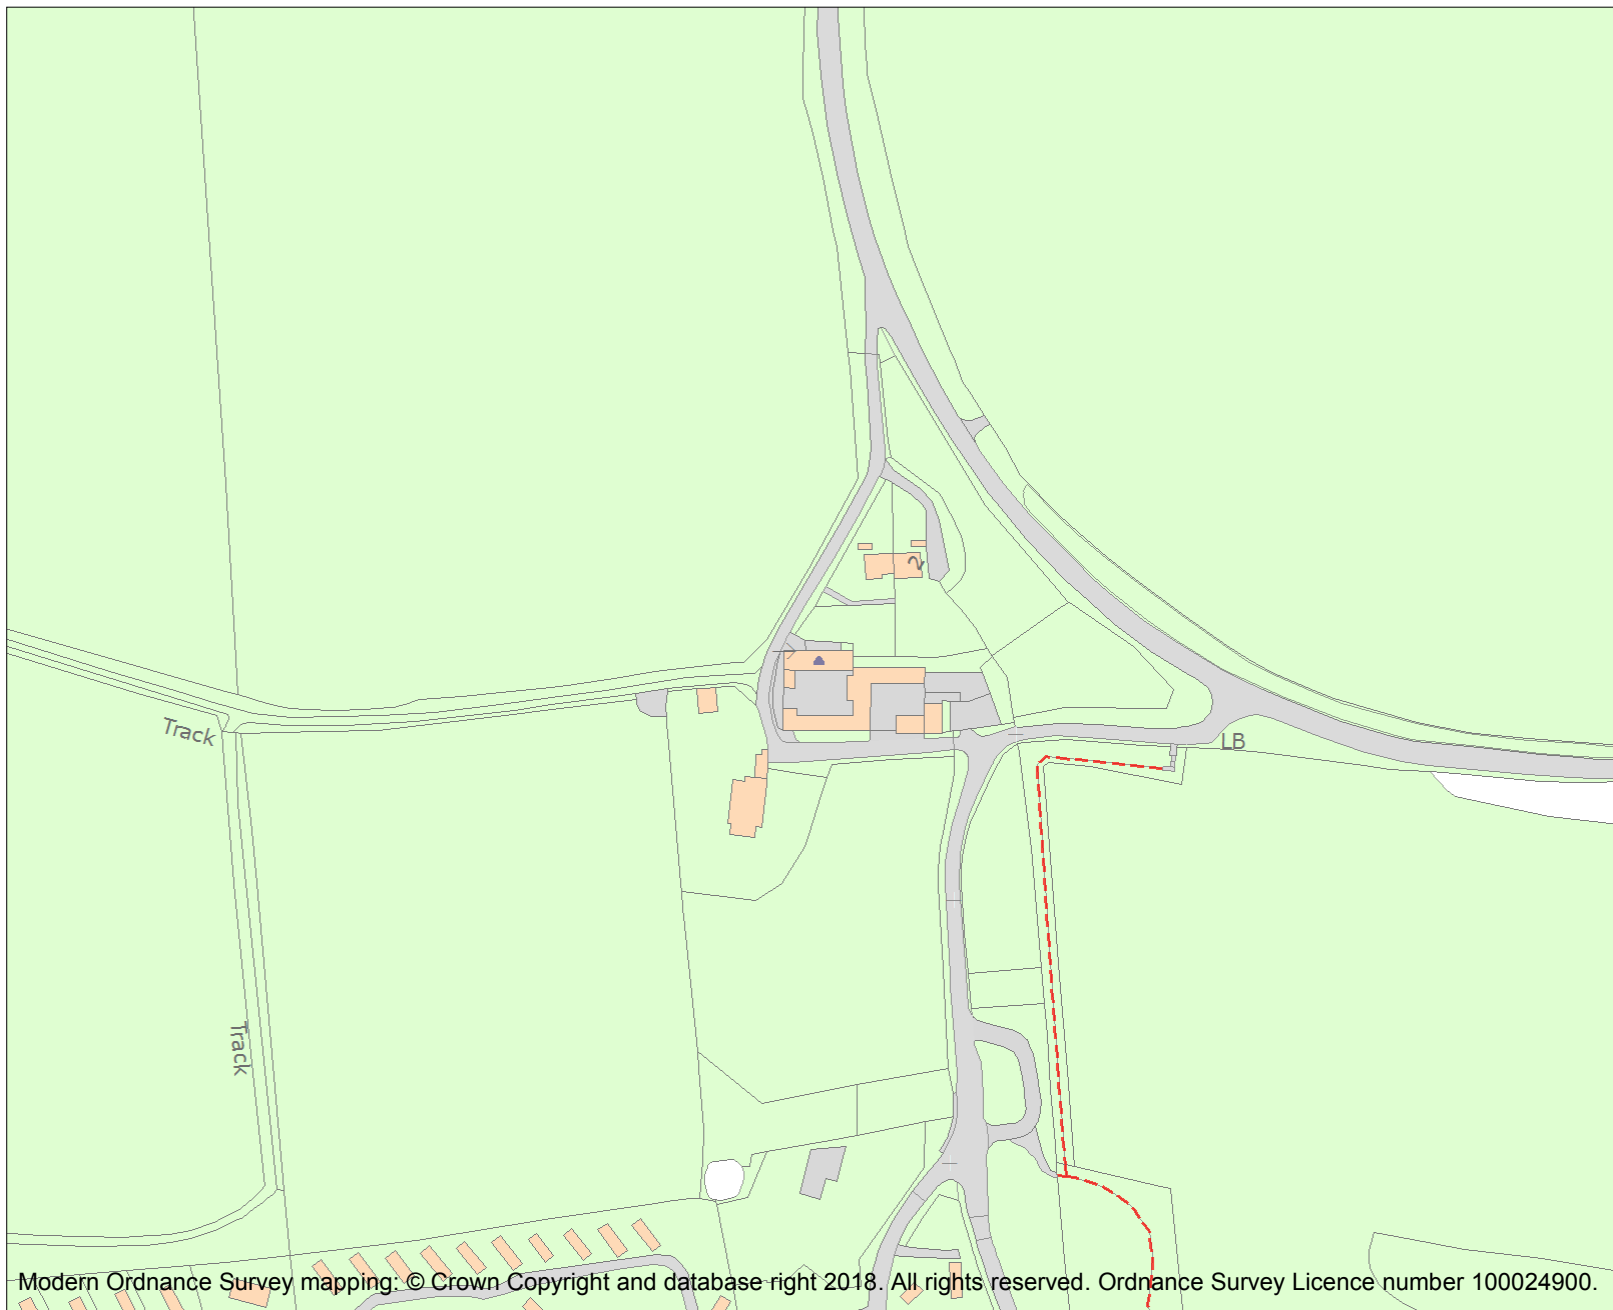 2
Track
LB
Track
Modern Ordnance Survey mapping: © Crown Copyright and database right 2018. All rights reserved. Ordnance Survey Licence number 100024900.